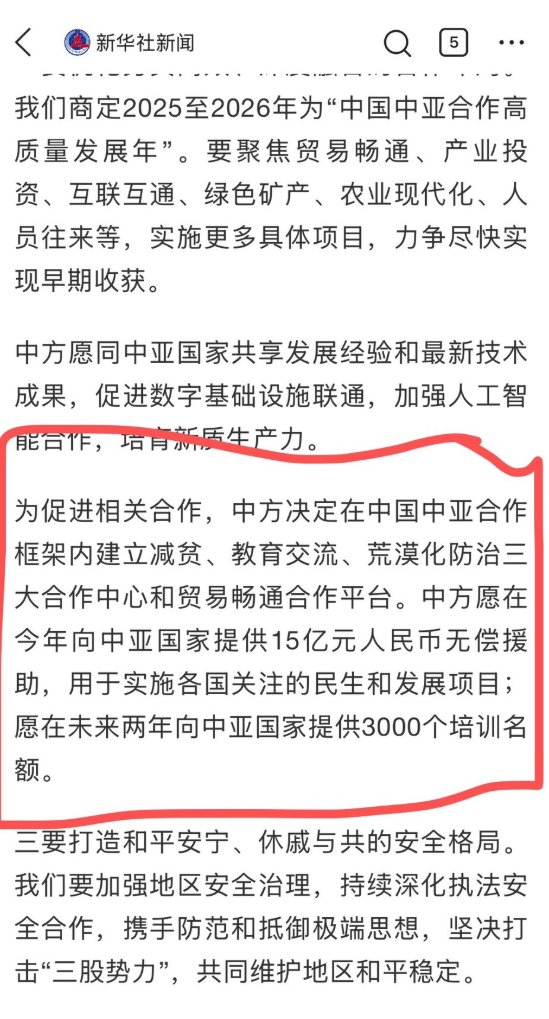 新华社新闻
5
我们商定2025至2026年为“中国中亚合作高
质量发展年”。要聚焦贸易畅通、产业投
资、互联互通、绿色矿产、农业现代化、人
员往来等，实施更多具体项目，力争尽快实
现早期收获。
中方愿同中亚国家共享发展经验和最新技术
成果，促进数字基础设施联通，加强人工智
能合作，培育新质生产力。
为促进相关合作，中方决定在中国中亚合作
框架内建立减贫、教育交流、荒漠化防治三
大合作中心和贸易畅通合作平台。中方愿在
今年向中亚国家提供15亿元人民币无偿援
助，用于实施各国关注的民生和发展项目；
愿在未来两年向中亚国家提供3000个培训名
额。
三要打造和平安宁、休戚与共的安全格局。
我们要加强地区安全治理，持续深化执法安
全合作，携手防范和抵御极端思想，坚决打
击“三股势力”，共同维护地区和平稳定。